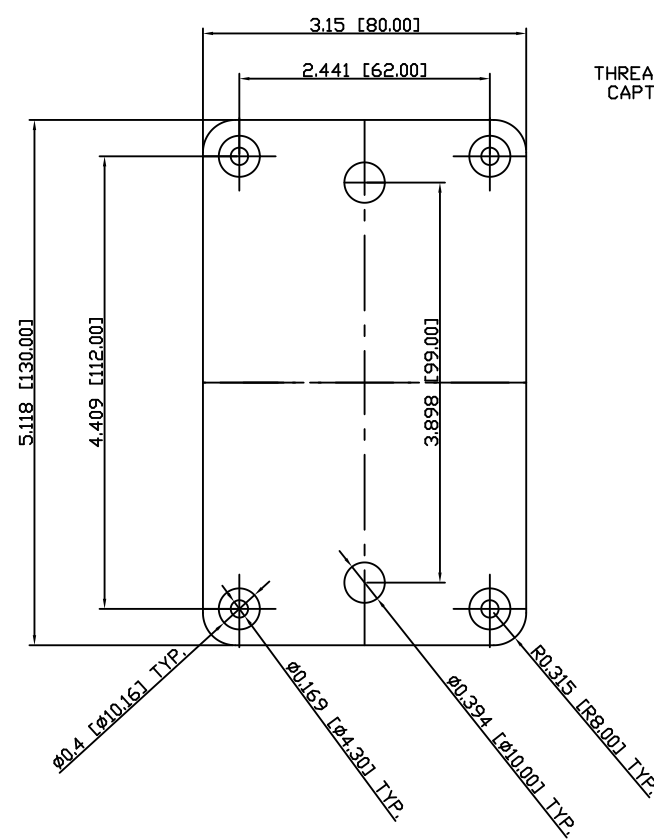 3.15 [80.00]
2.441 [62.00]
THREA
CAPT
5.118 [130.00]
4.409 [112.00]
3.898 [99.00]
Ø0.4 [Ø10.16] TYP.
Ø0.169 [Ø4.30] TYP.
Ø0.394 [Ø10.00] TYP.
R0.315 [R8.00] TYP.